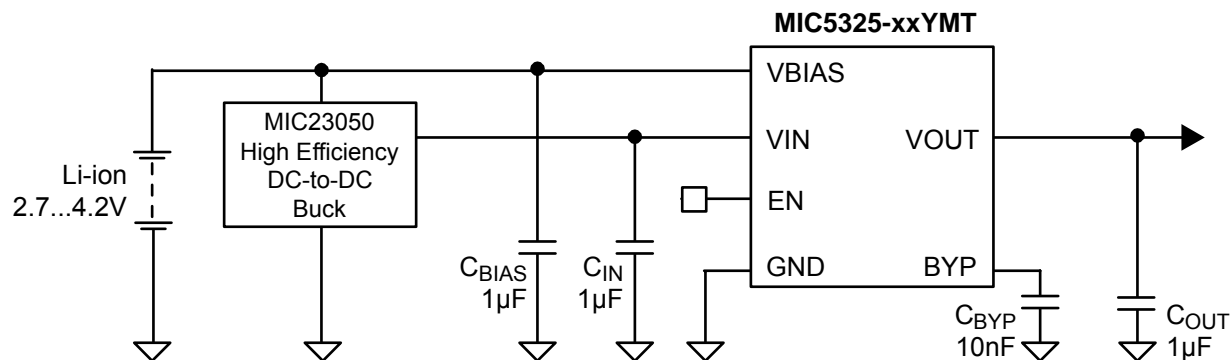 MIC5325-xxYMT
VBIAS
MIC23050
High Efficiency
DC-to-DC
Buck
VIN
VOUT
Li-ion
2.7...4.2V
EN
GND
BYP
CBIAS
1µF
CIN
1µF
CBYP
10nF
COUT
1µF